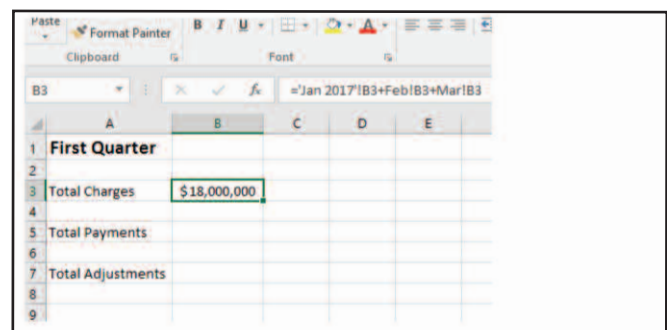 Paste
Format Painter
B I U A
Clipboard
Font
B3
fx
='Jan 2017'!B3+Feb!B3+Mar!B3
A B C D E
1 First Quarter
2
3 Total Charges $18,000,000
4
5 Total Payments
6
7 Total Adjustments
8
9